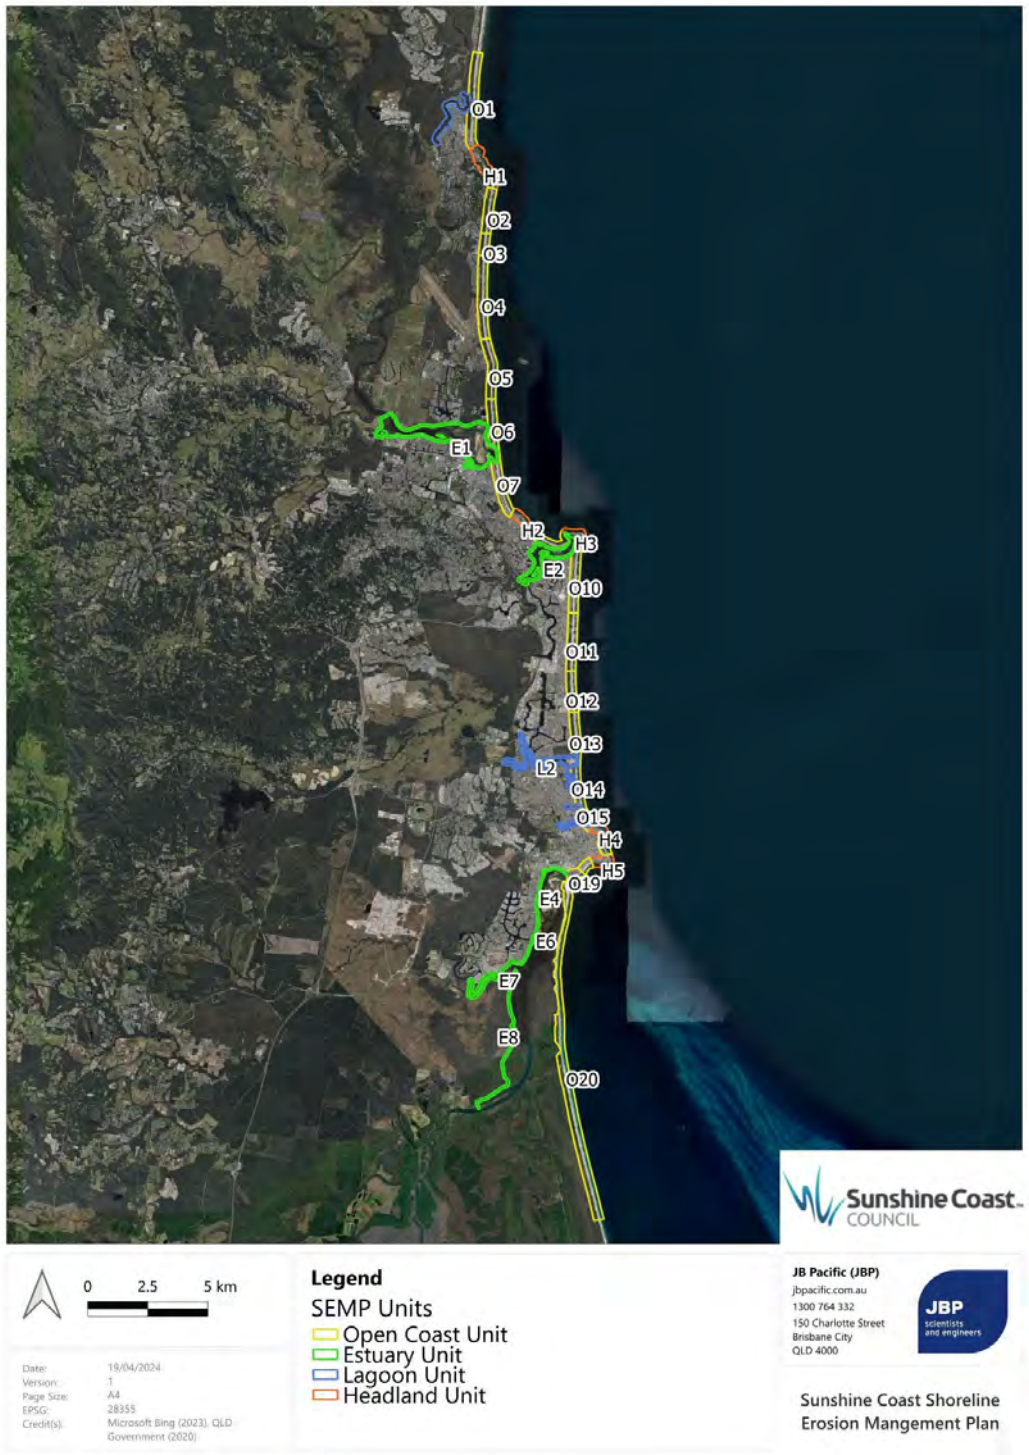 O1
H1
O2
O3
O4
O5
O6
E1
O7
H2
H3
E2
O10
O11
O12
O13
L2
O14
O15
H4
H5
O19
E4
E6
E7
E8
O20
Sunshine Coast
COUNCIL
0 2.5 5 km
Date: 19/04/2024
Version: 1
Page Size: A4
EPSG: 28355
Credit(s): Microsoft Bing (2023), QLD
Government (2020)
Legend
SEMP Units
Open Coast Unit
Estuary Unit
Lagoon Unit
Headland Unit
JB Pacific (JBP)
jbpacific.com.au
1300 764 332
150 Charlotte Street
Brisbane City
QLD 4000
JBP
scientists
and engineers
Sunshine Coast Shoreline
Erosion Mangement Plan